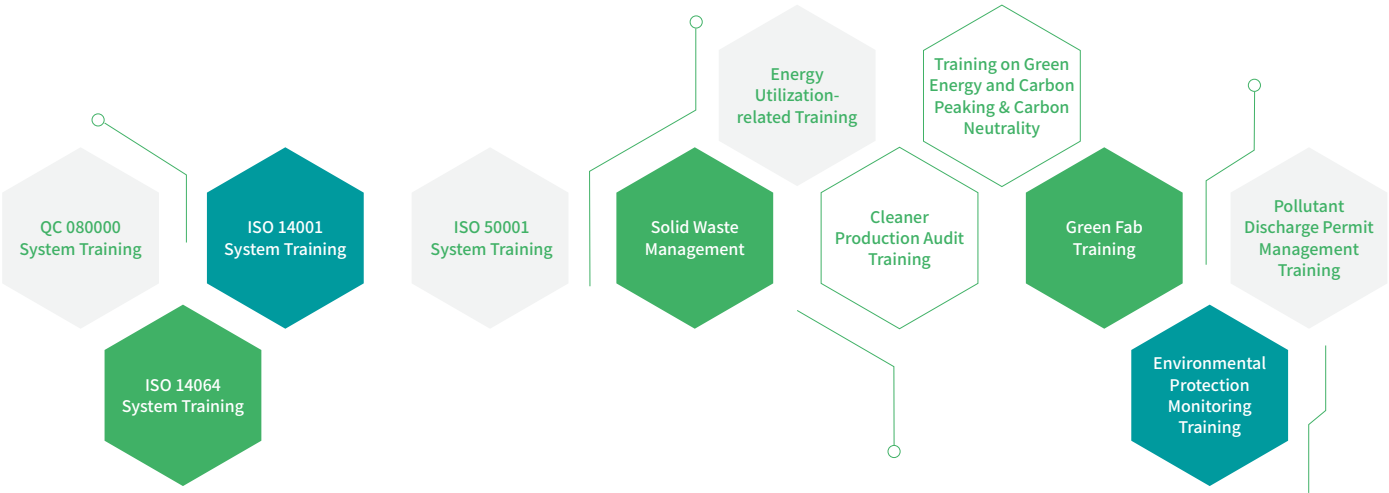 QC 080000
System Training
ISO 14001
System Training
ISO 14064
System Training
ISO 50001
System Training
Solid Waste
Management
Energy
Utilization-
related Training
Cleaner
Production Audit
Training
Training on Green
Energy and Carbon
Peaking & Carbon
Neutrality
Green Fab
Training
Environmental
Protection
Monitoring
Training
Pollutant
Discharge Permit
Management
Training